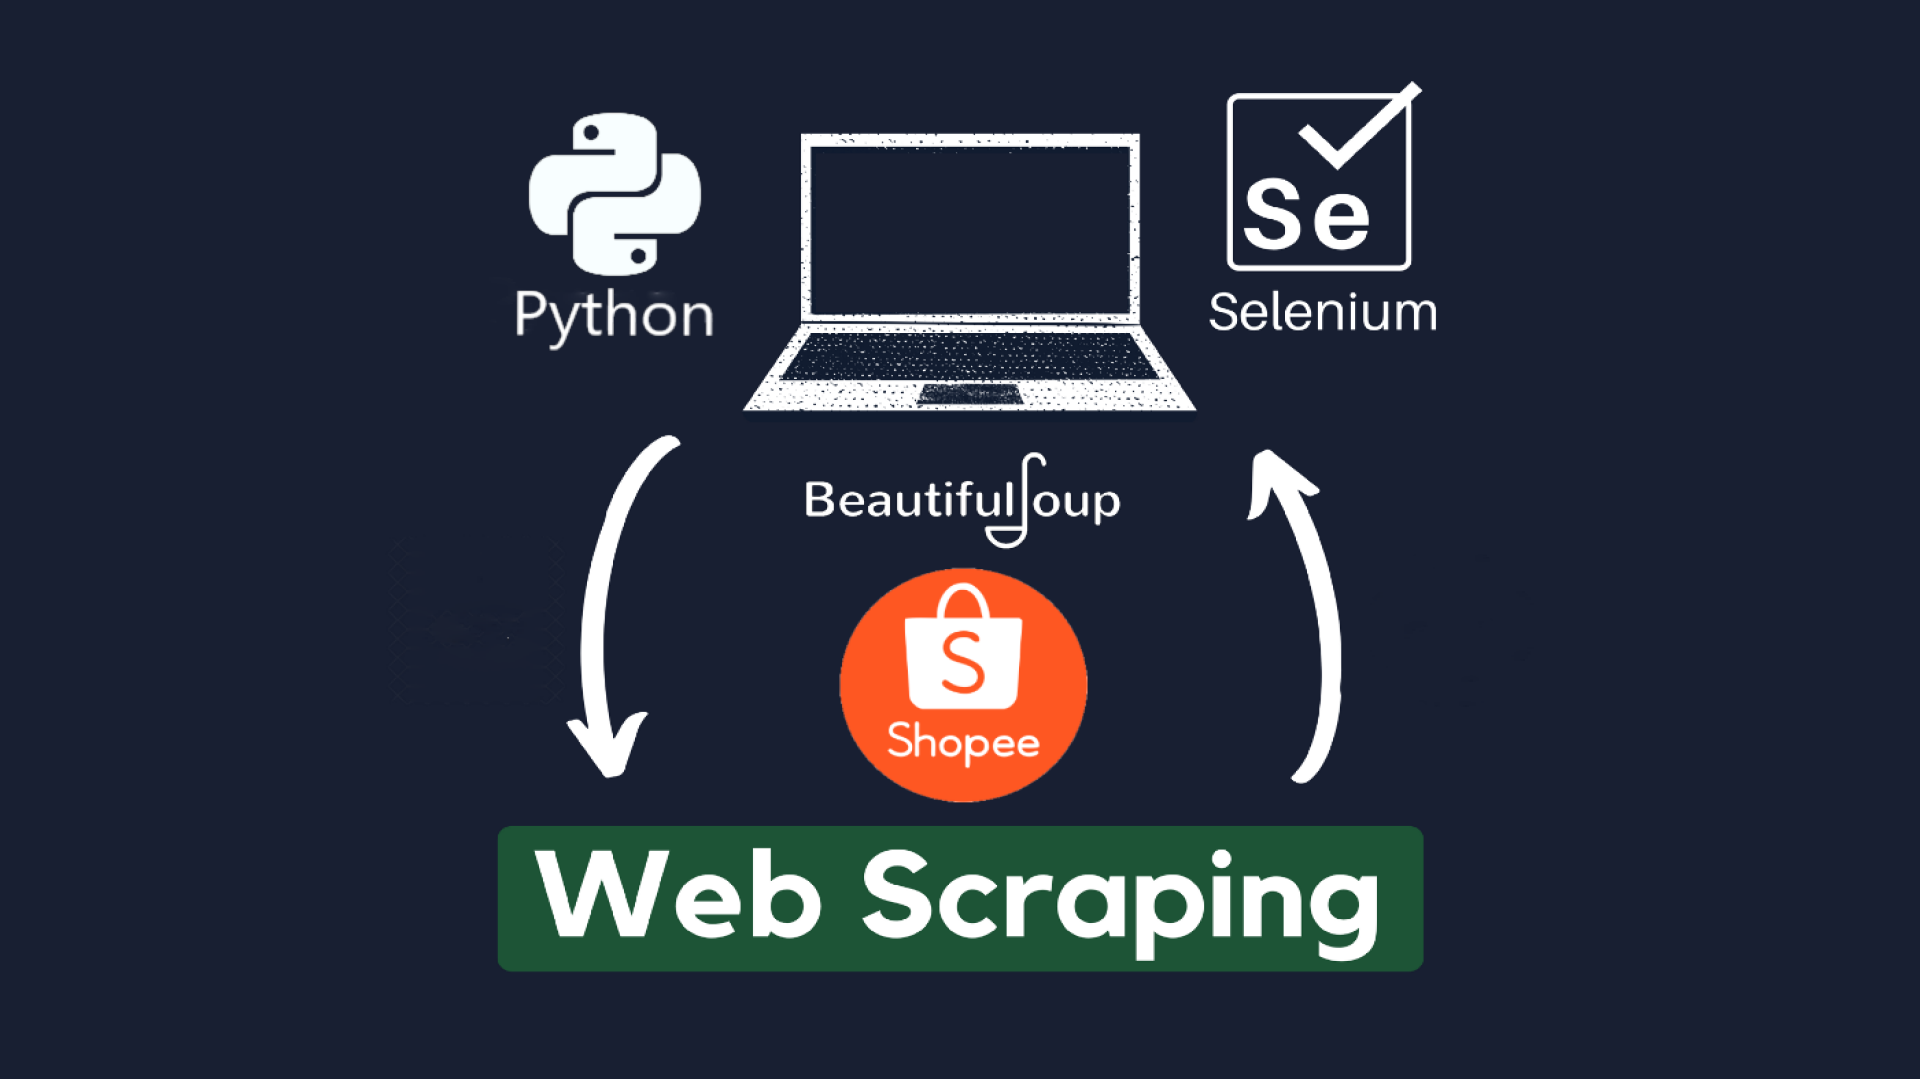 Se
Python
Selenium
BeautifulSoup
S
Shopee
Web Scraping